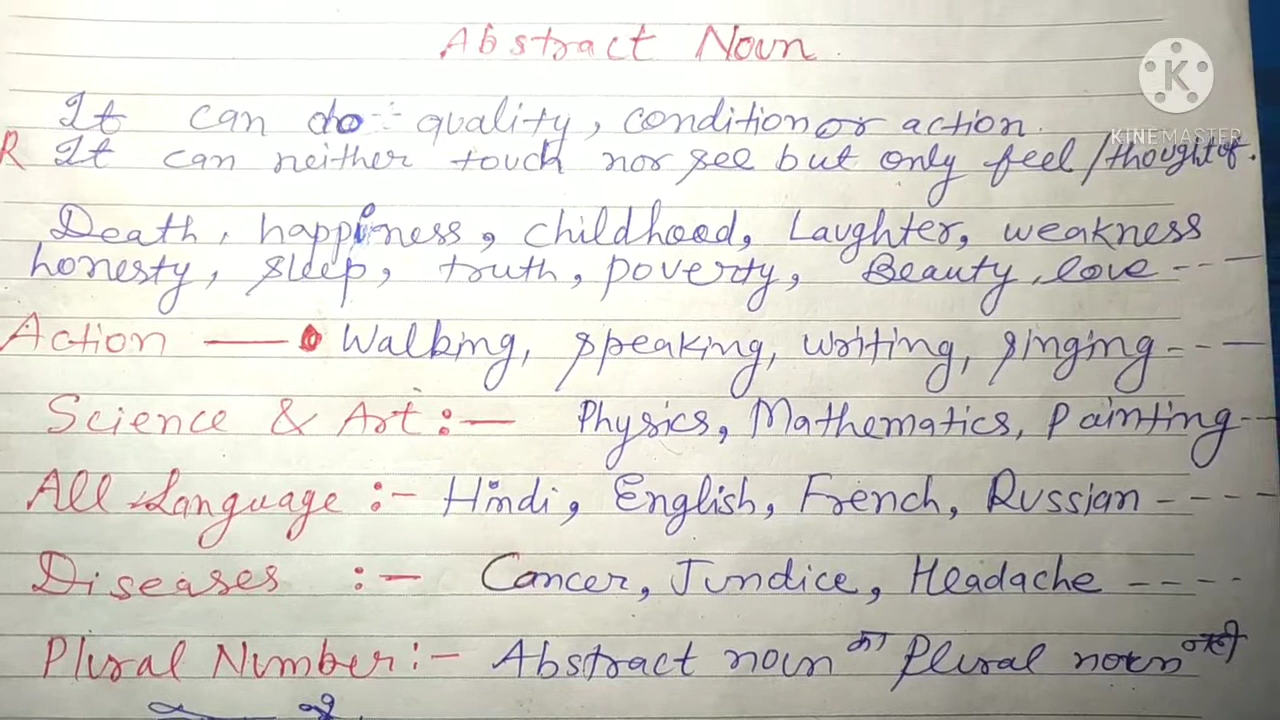 Abstract Noun.
K
KINEMASTER
It can do quality, condition or action.
R It can neither touch nor see but only feel/thought of.
Death, happiness, childhood, Laughter, weakness
honesty, sleep, truth, poverty, Beauty, love ---
Action — Walking, speaking, writing, singing ---
Science & Art :- Physics, Mathematics, Painting --
All Language :- Hindi, English, French, Russian ----
Diseases :- Cancer, Jundice, Headache ----
Plural Number :- Abstract noun का Plural noun नहीं